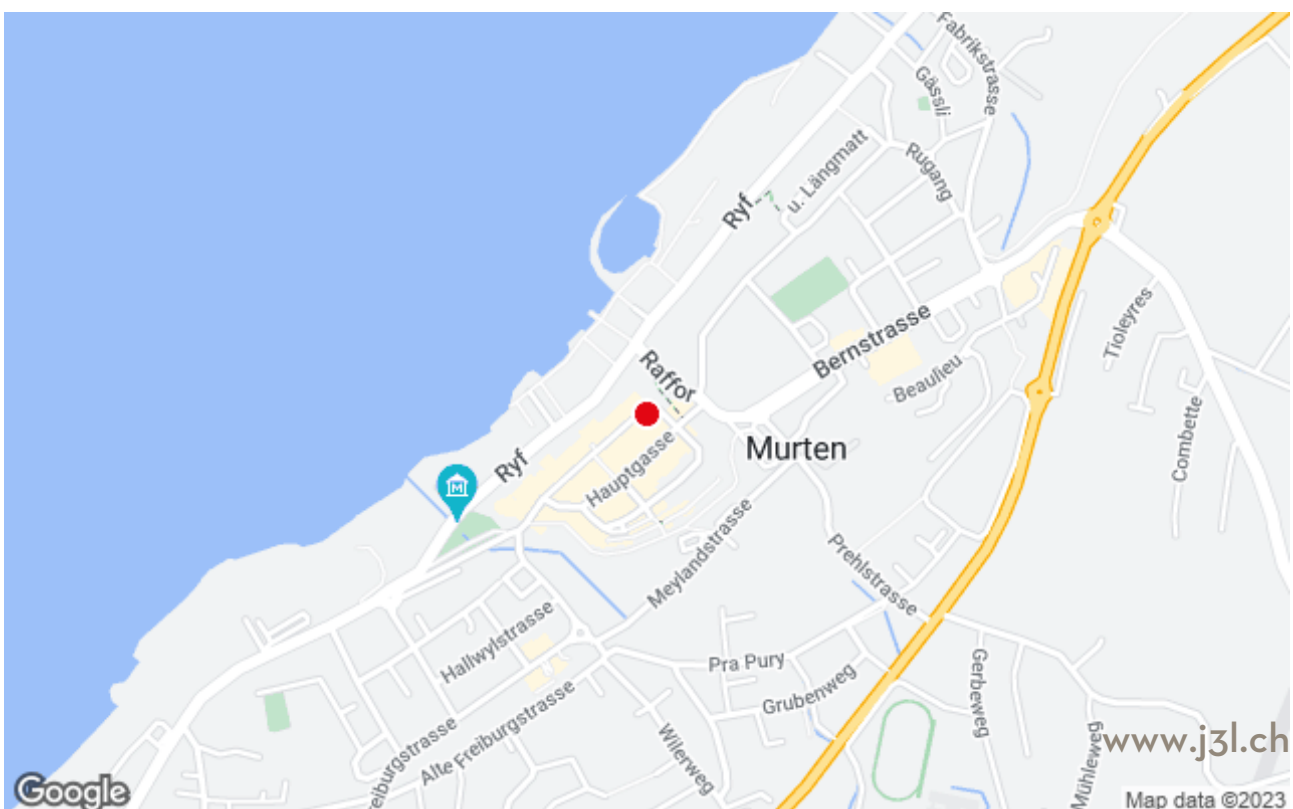 Fabrikstrasse
Gässli
Rugang
u. Längmatt
Ryf
Raffor
Bernstrasse
Beaulieu
Tioleyres
Combette
Murten
Hauptgasse
Ryf
M
Meylandstrasse
Prehlstrasse
Hallwylstrasse
Pra Pury
Grubenweg
Gerbeweg
Wilerweg
Alte Freiburgstrasse
reiburgstrasse
Mühleweg
www.j3l.ch
Google
Map data ©2023